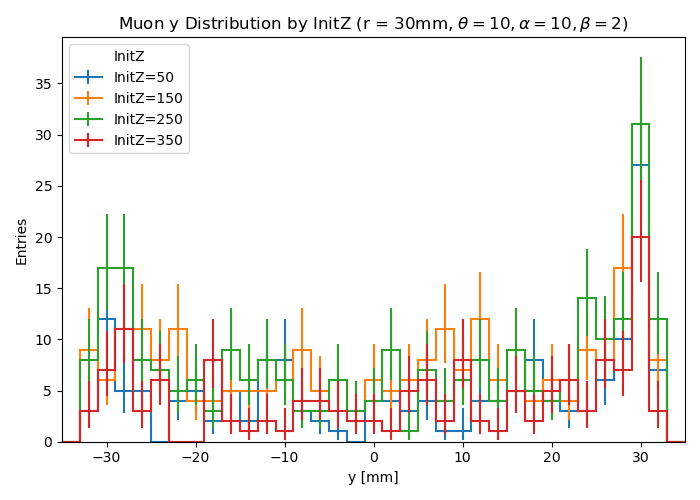 Muon y Distribution by InitZ (r = 30mm, θ = 10, α = 10, β = 2)
InitZ
InitZ=50
InitZ=150
InitZ=250
InitZ=350
Entries
35
30
25
20
15
10
5
0
−30 −20 −10 0 10 20 30
y [mm]